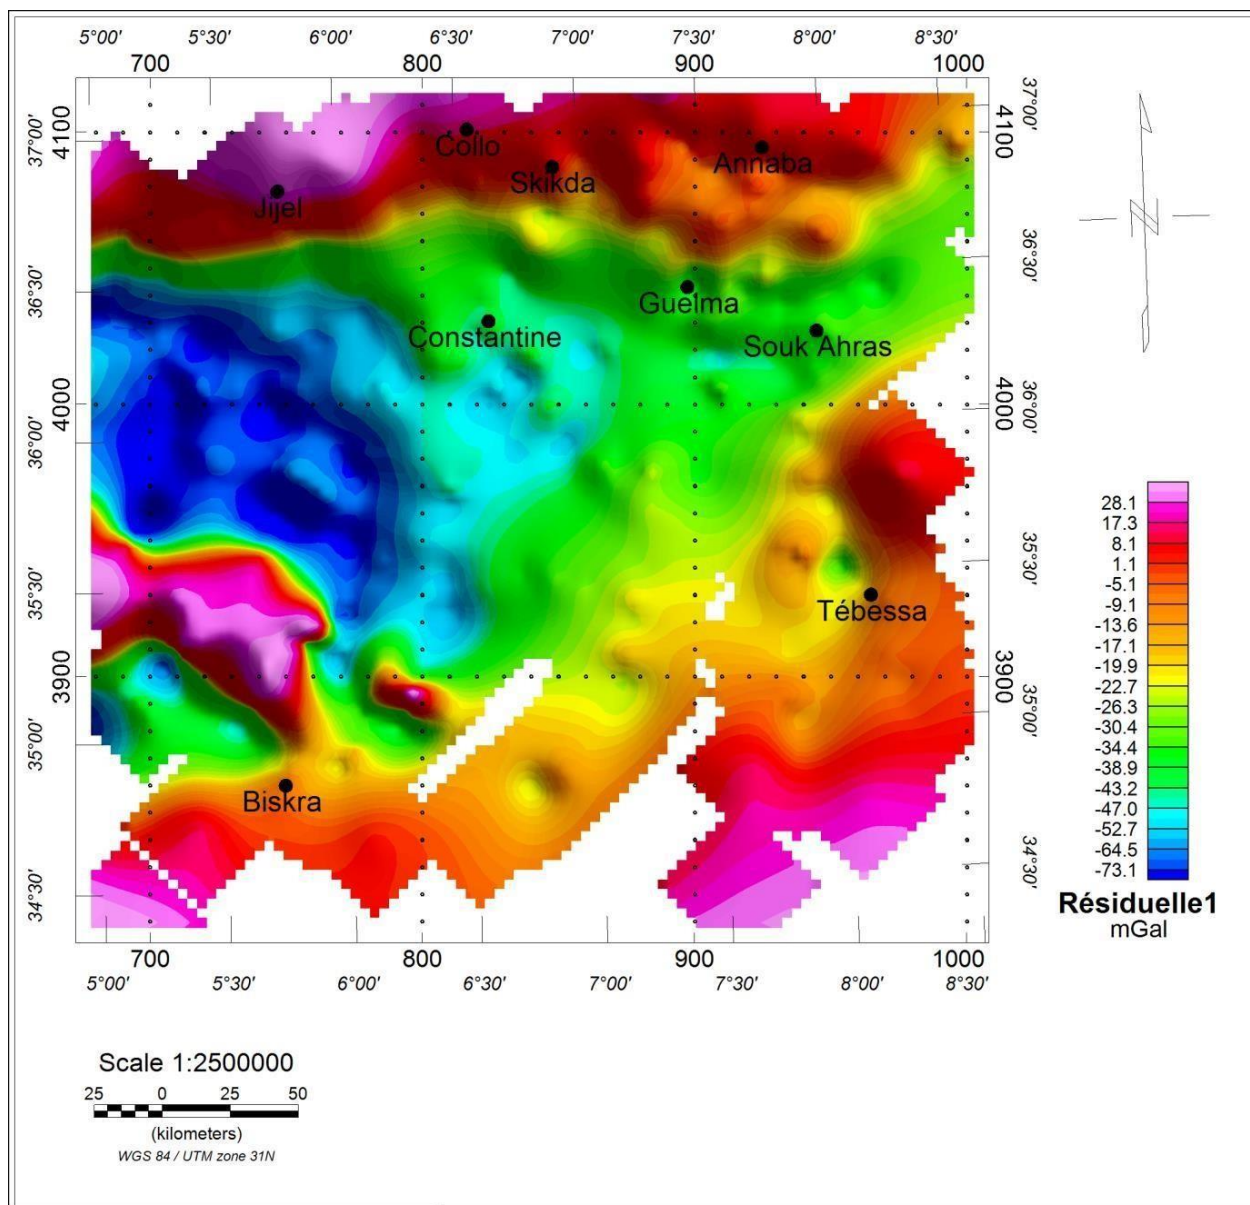 5°00' 5°30' 6°00' 6°30' 7°00' 7°30' 8°00' 8°30'
700 800 900 1000
37°00'
4100
37°00'
4100
Collo
Annaba
Skikda
Jijel
36°30'
36°30'
Guelma
Constantine
Souk Ahras
4000
36°00'
4000
36°00'
28.1
17.3
8.1
1.1
-5.1
-9.1
-13.6
-17.1
-19.9
-22.7
-26.3
-30.4
-34.4
-38.9
-43.2
-47.0
-52.7
-64.5
-73.1
Résiduelle1
mGal
35°30'
35°30'
Tébessa
3900
3900
35°00'
35°00'
Biskra
34°30'
34°30'
700 800 900 1000
5°00' 5°30' 6°00' 6°30' 7°00' 7°30' 8°00' 8°30'
Scale 1:2500000
25 0 25 50
(kilometers)
WGS 84 / UTM zone 31N